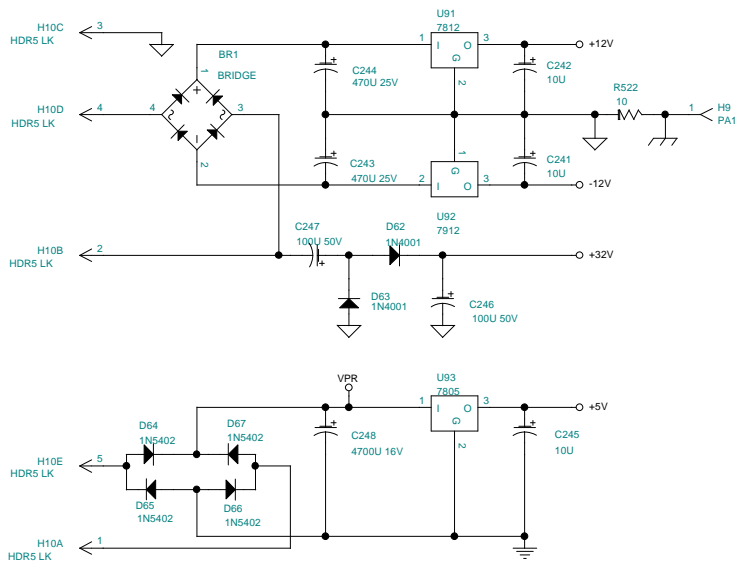 H10C 3
HDR5 LK
BR1
BRIDGE
1
+
H10D 4 4 3
HDR5 LK
2
C244
470U 25V
C243
470U 25V
U91
7812
1 I O 3
G
2
C242
10U
+12V
R522
10
1 H9
PA1
1
G
2 I O 3
C241
10U
-12V
U92
7912
H10B 2
HDR5 LK
C247
100U 50V
D62
1N4001
+32V
D63
1N4001
C246
100U 50V
VPR
U93
7805
1 I O 3
G
2
+5V
D64
1N5402
D67
1N5402
C248
4700U 16V
C245
10U
H10E 5
HDR5 LK
D65
1N5402
D66
1N5402
H10A 1
HDR5 LK